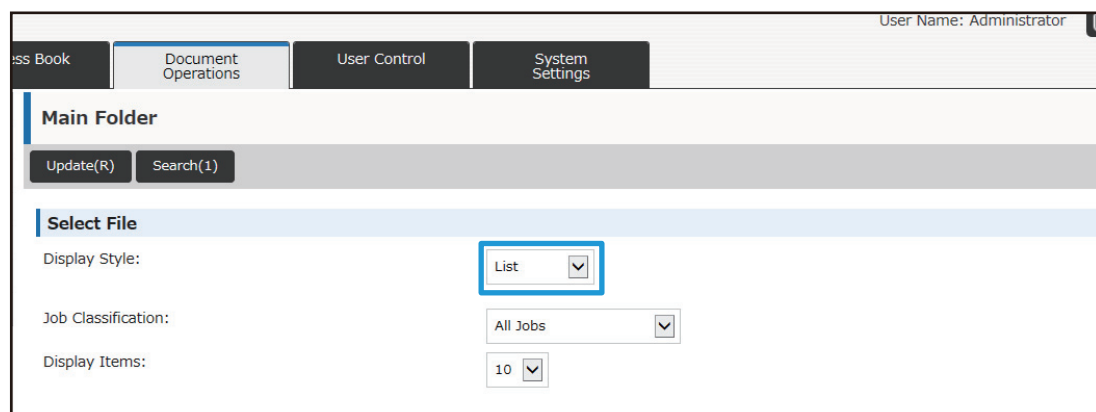 User Name: Administrator
ess Book
Document
Operations
User Control
System
Settings
Main Folder
Update(R)
Search(1)
Select File
Display Style:
List
Job Classification:
All Jobs
Display Items:
10